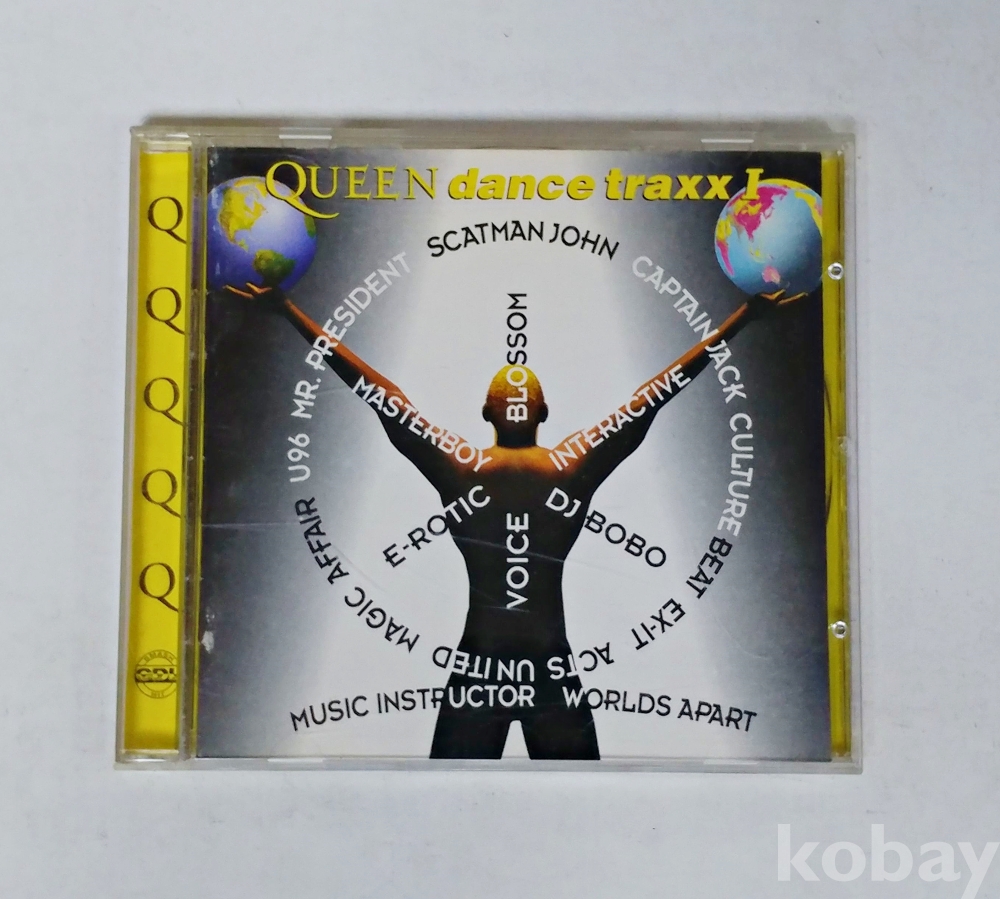 QUEEN dance traxx I
SCATMAN JOHN
CAPTAIN JACK
CULTURE BEAT
EX-IT
ACTS UNITED
MAGIC AFFAIR
U96
MR. PRESIDENT
BLOSSOM
MASTERBOY
INTERACTIVE
E-ROTIC
DJ BOBO
VOICE
MUSIC INSTRUCTOR
WORLDS APART
Q
Q
Q
Q
Q
kobay